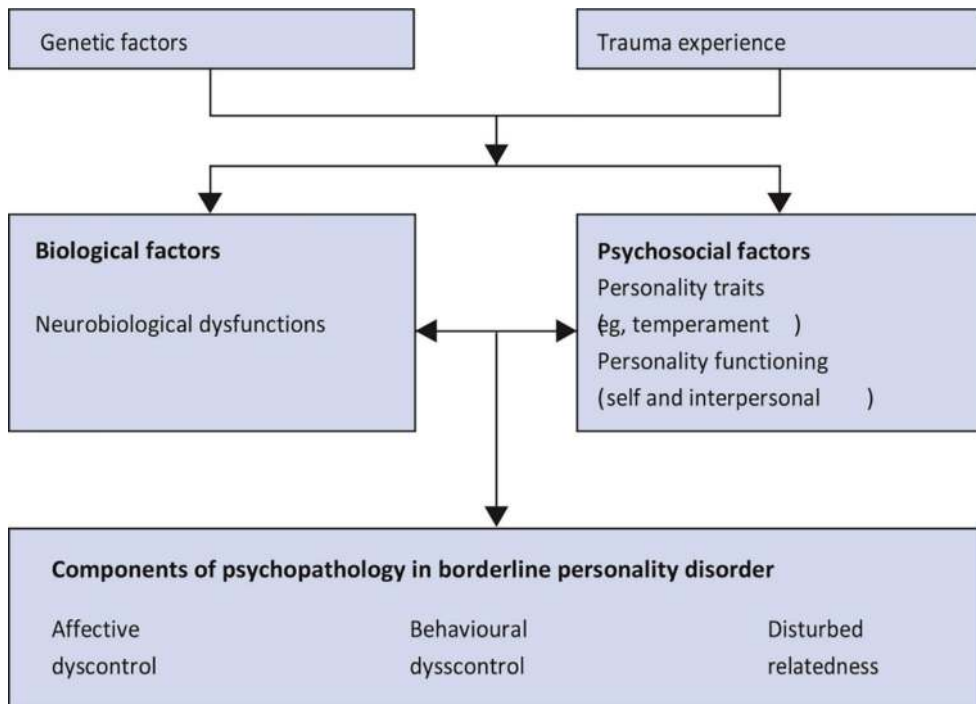 Genetic factors
Trauma experience
Biological factors
Neurobiological dysfunctions
Psychosocial factors
Personality traits
(eg, temperament )
Personality functioning
(self and interpersonal )
Components of psychopathology in borderline personality disorder
Affective
dyscontrol
Behavioural
dysscontrol
Disturbed
relatedness